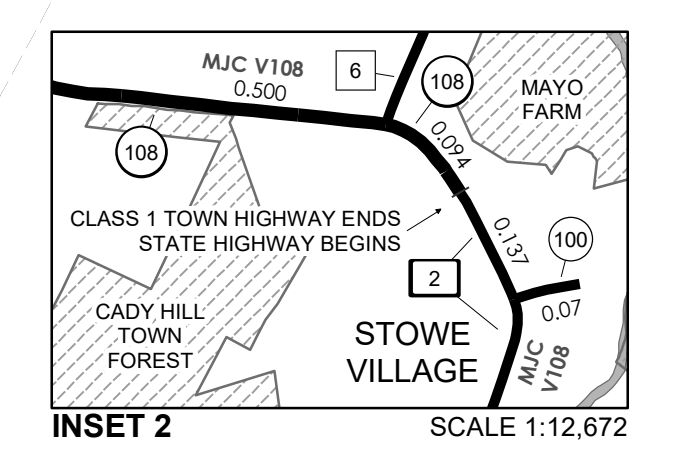 MJC V108
0.500
6
108
MAYO
FARM
108
0.094
CLASS 1 TOWN HIGHWAY ENDS
STATE HIGHWAY BEGINS
0.137
100
2
0.07
CADY HILL
TOWN
FOREST
STOWE
VILLAGE
MJC
V108
INSET 2
SCALE 1:12,672